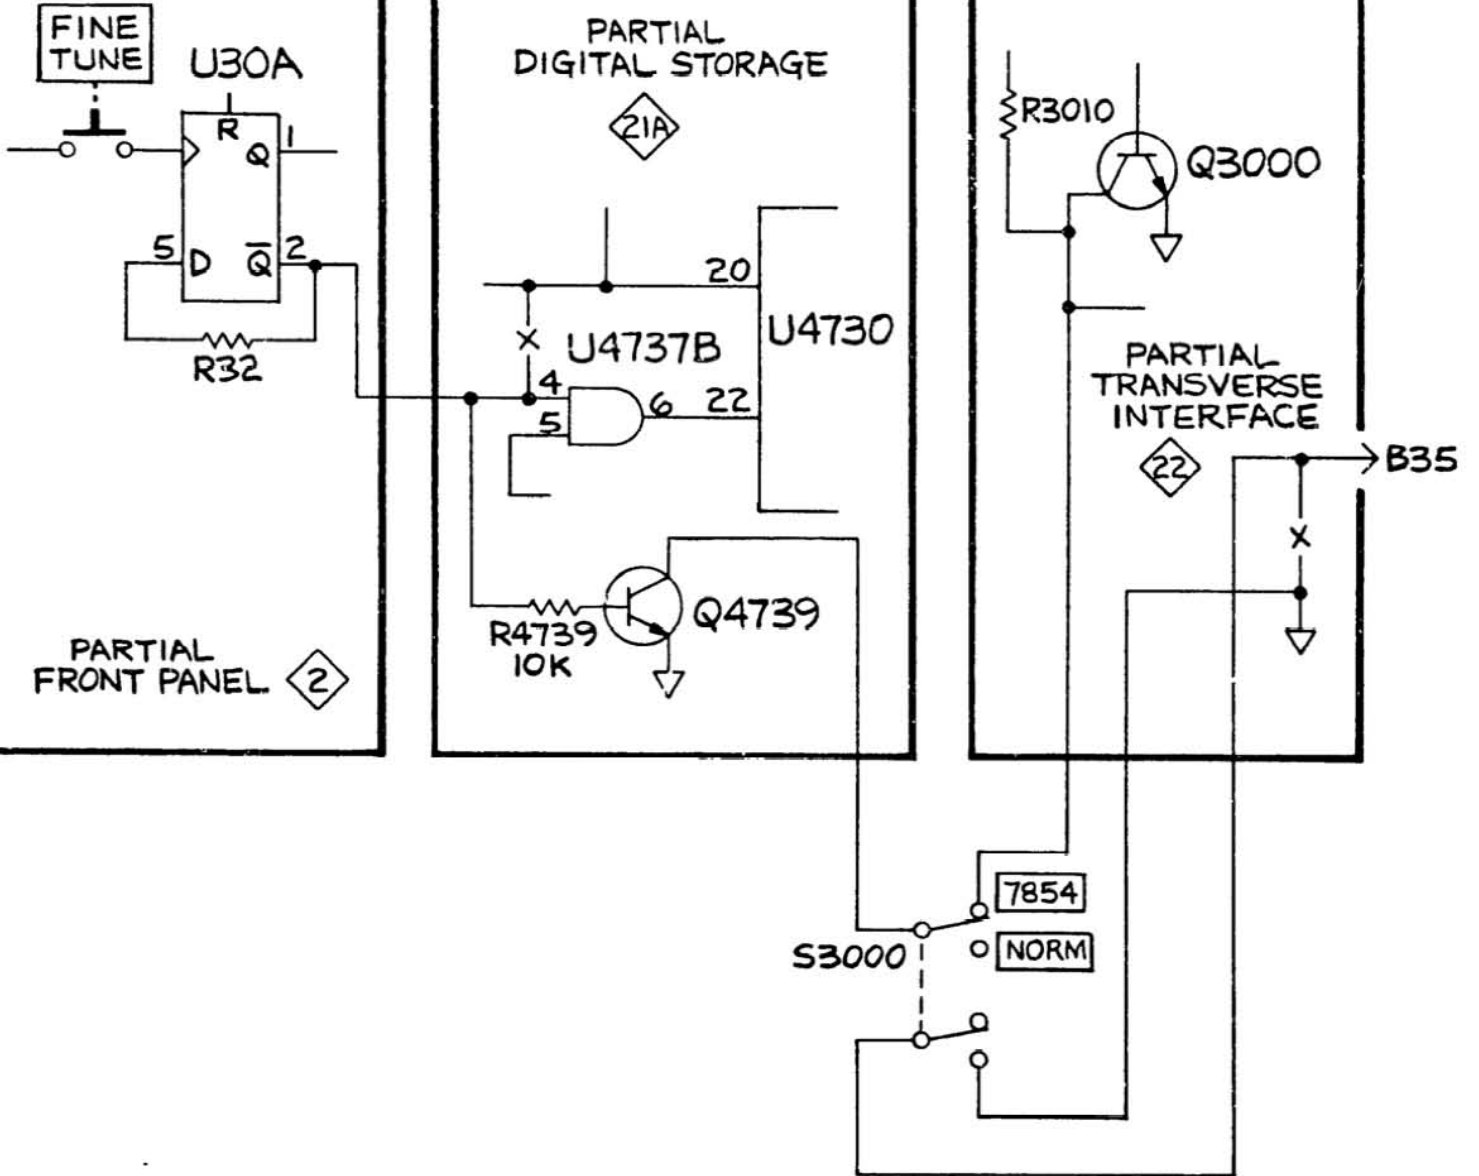 FINE
TUNE
U30A
R
Q
1
5
D
Q̅
2
R32
PARTIAL
FRONT PANEL
2
PARTIAL
DIGITAL STORAGE
21A
20
U4730
U4737B
4
5
6
22
R4739
10K
Q4739
R3010
Q3000
PARTIAL
TRANSVERSE
INTERFACE
22
B35
X
X
S3000
7854
NORM